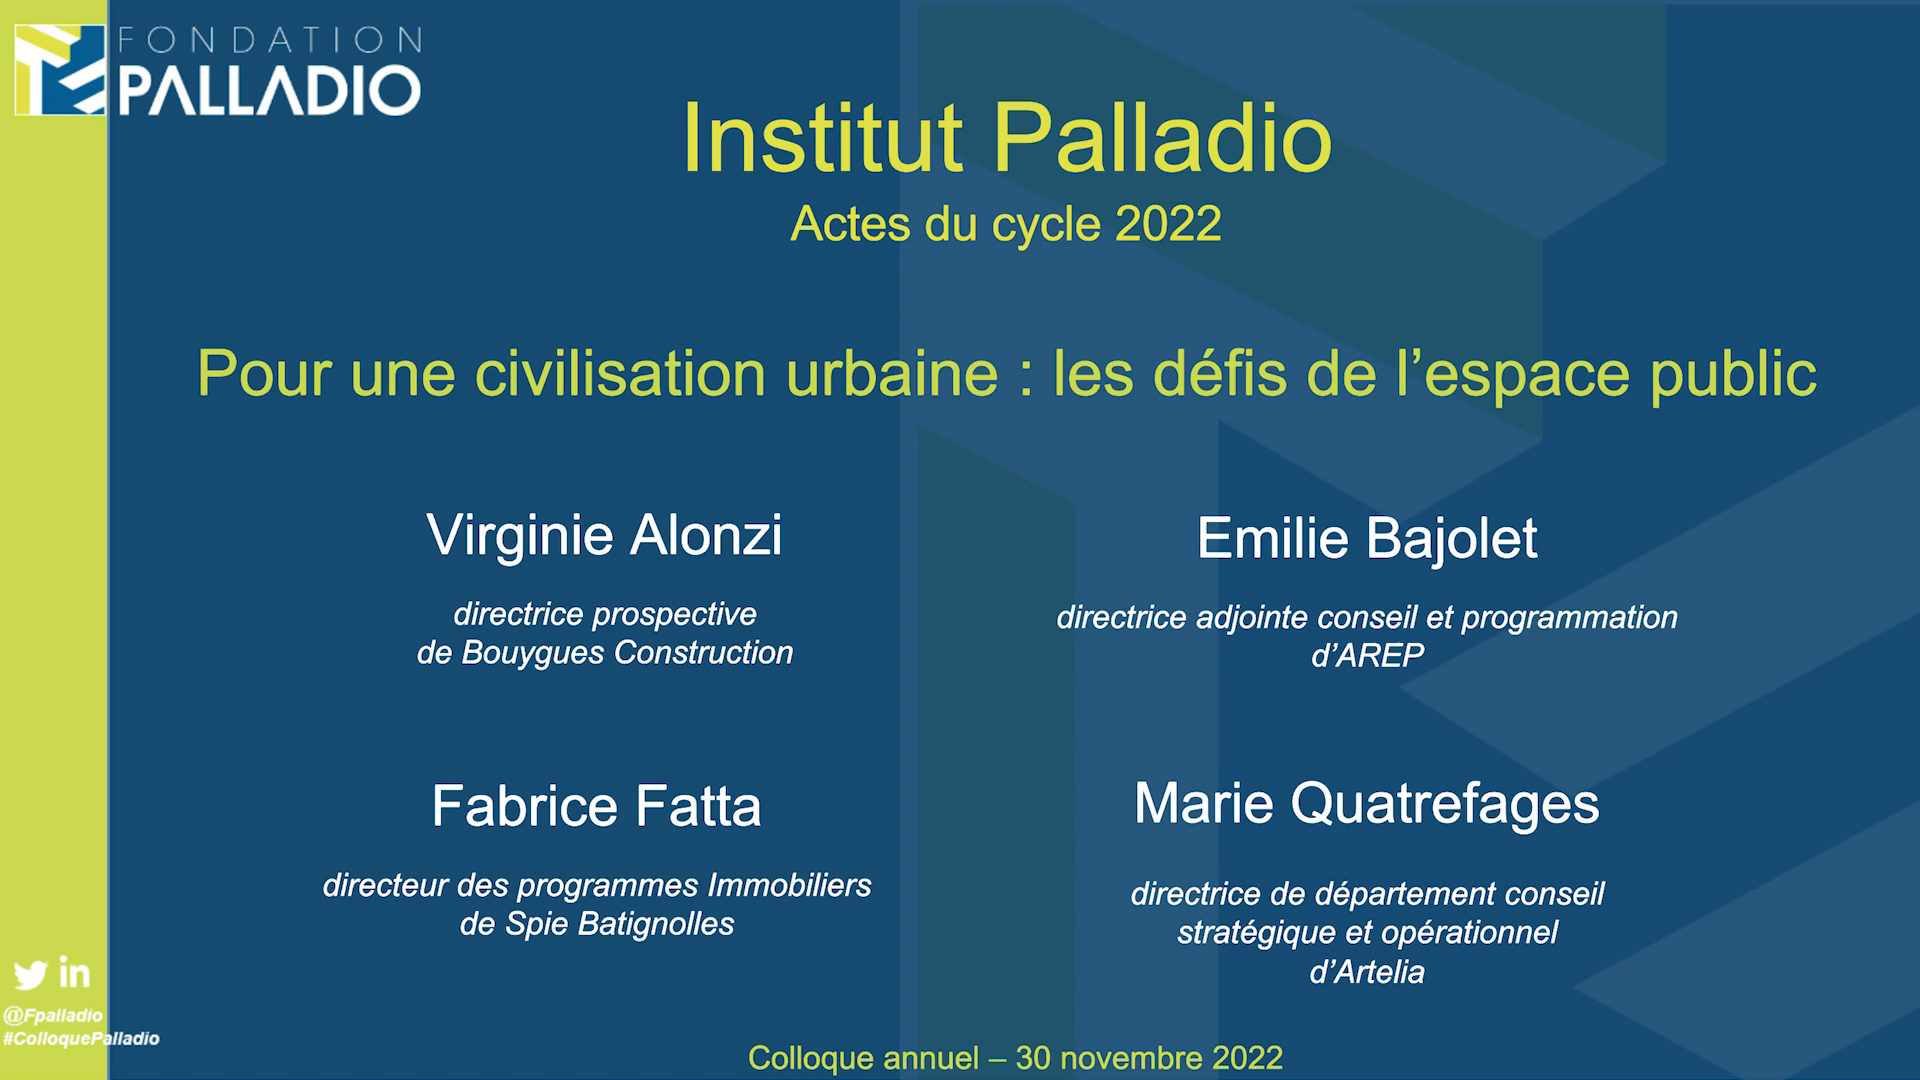 FONDATION
PALLADIO
Institut Palladio
Actes du cycle 2022
Pour une civilisation urbaine : les défis de l’espace public
Virginie Alonzi
directrice prospective
de Bouygues Construction
Emilie Bajolet
directrice adjointe conseil et programmation
d’AREP
Fabrice Fatta
directeur des programmes Immobiliers
de Spie Batignolles
Marie Quatrefages
directrice de département conseil
stratégique et opérationnel
d’Artelia
in
@Fpalladio
#ColloquePalladio
Colloque annuel – 30 novembre 2022